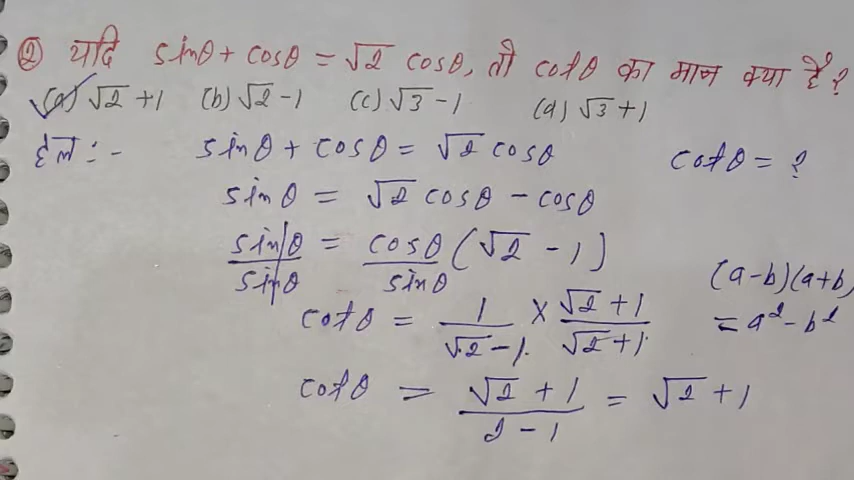 ② यदि sinθ + cosθ = √2 cosθ, तो cotθ का मान क्या है?
(a) √2 + 1 (b) √2 - 1 (c) √3 - 1 (d) √3 + 1
हल :- sinθ + cosθ = √2 cosθ cotθ = ?
sinθ = √2 cosθ - cosθ
sinθ/sinθ = cosθ/sinθ (√2 - 1)
(a-b)(a+b) = a² - b²
cotθ = 1/(√2 - 1) × (√2 + 1)/(√2 + 1)
cotθ = (√2 + 1)/(2 - 1) = √2 + 1